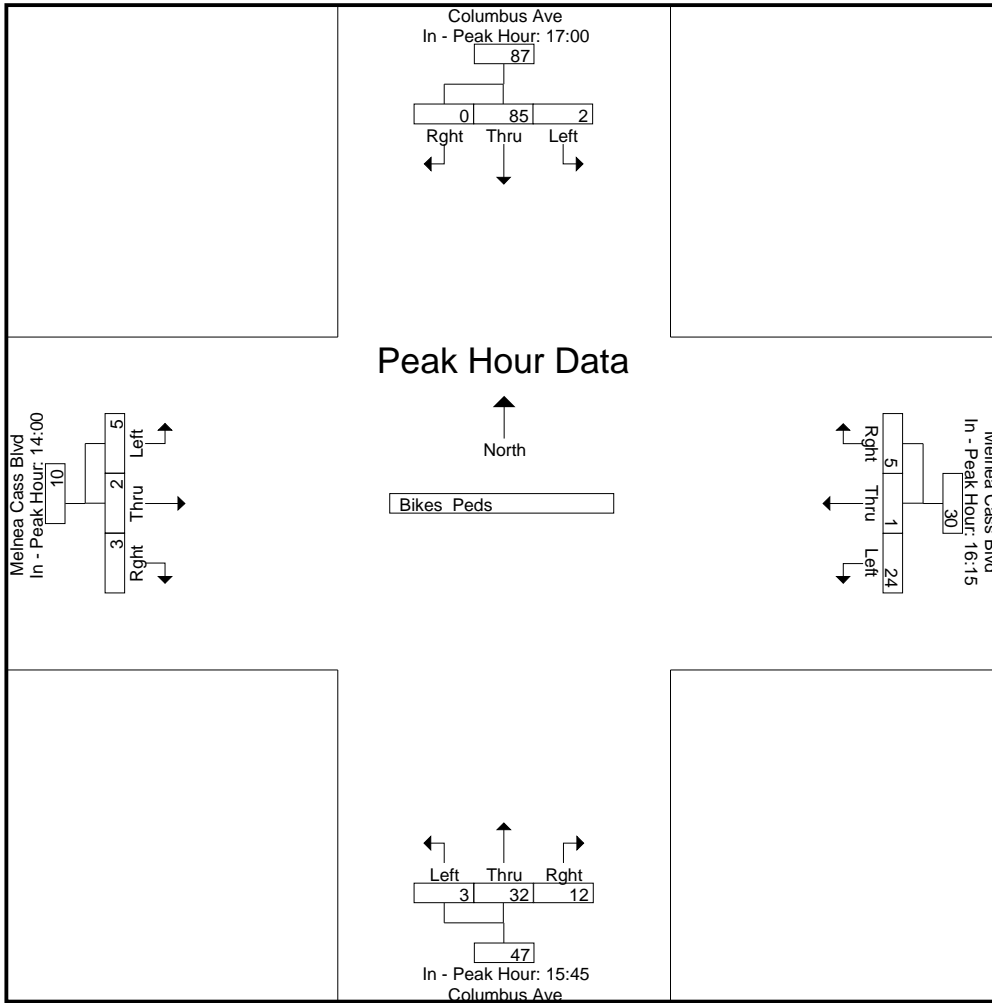 Columbus Ave
In - Peak Hour: 17:00
87
0 85 2
Rght Thru Left
Peak Hour Data
North
Bikes Peds
Melnea Cass Blvd
In - Peak Hour: 14:00
10
5 2 3
Left Thru Rght
Rght Thru Left
5 1 24
30
In - Peak Hour: 16:15
Melnea Cass Blvd
Left Thru Rght
3 32 12
47
In - Peak Hour: 15:45
Columbus Ave